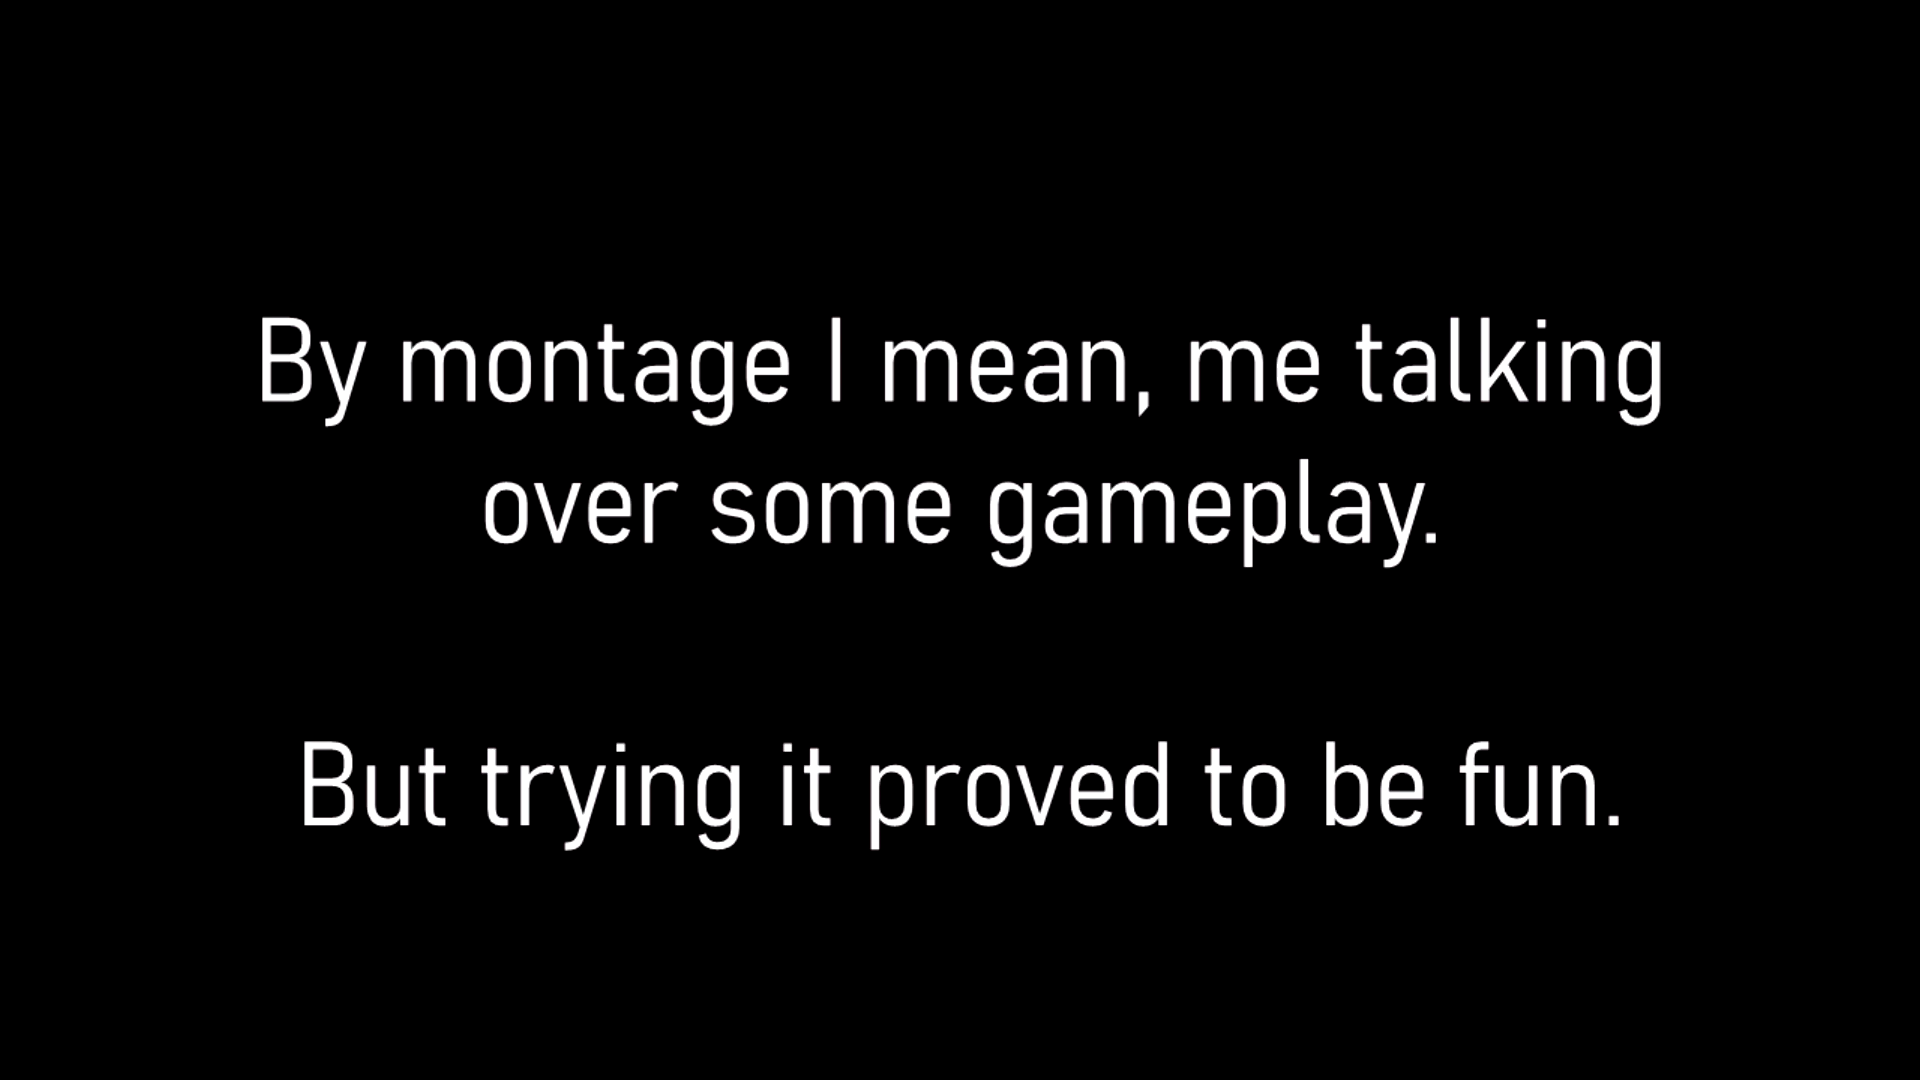 By montage I mean, me talking
over some gameplay.
But trying it proved to be fun.